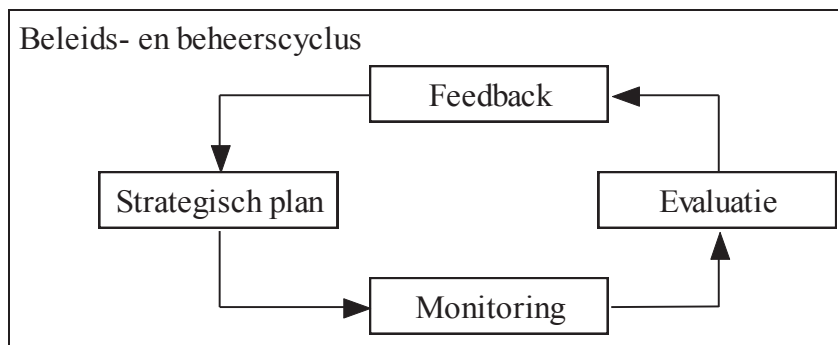 Beleids- en beheerscyclus
Feedback
Strategisch plan
Evaluatie
Monitoring